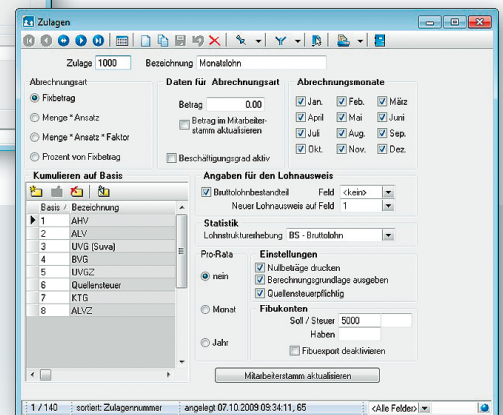 Zulagen
Zulage 1000 Bezeichnung Monatslohn
Abrechnungsart
Fixbetrag
Menge * Ansatz
Menge * Ansatz * Faktor
Prozent von Fixbetrag
Daten für Abrechnungsart
Betrag 0.00
Betrag im Mitarbeiter-
stamm aktualisieren
Beschäftigungsgrad aktiv
Abrechnungsmonate
Jan. Feb. März
April Mai Juni
Juli Aug. Sep.
Okt. Nov. Dez.
Kumulieren auf Basis
Basis / Bezeichnung
1 AHV
2 ALV
3 UVG (Suva)
4 BVG
5 UVGZ
6 Quellensteuer
7 KTG
8 ALVZ
Angaben für den Lohnausweis
Bruttolohnbestandteil Feld <kein>
Neuer Lohnausweis auf Feld 1
Statistik
Lohnstrukturerhebung BS - Bruttolohn
Pro-Rata
nein
Monat
Jahr
Einstellungen
Nullbeträge drucken
Berechnungsgrundlage ausgeben
Quellensteuerpflichtig
Fibukonten
Soll / Steuer 5000
Haben
Fibuexport deaktivieren
Mitarbeiterstamm aktualisieren
1 / 140 sortiert: Zulagennummer angelegt 07.10.2009 09:34:11, 65 <Alle Felder>